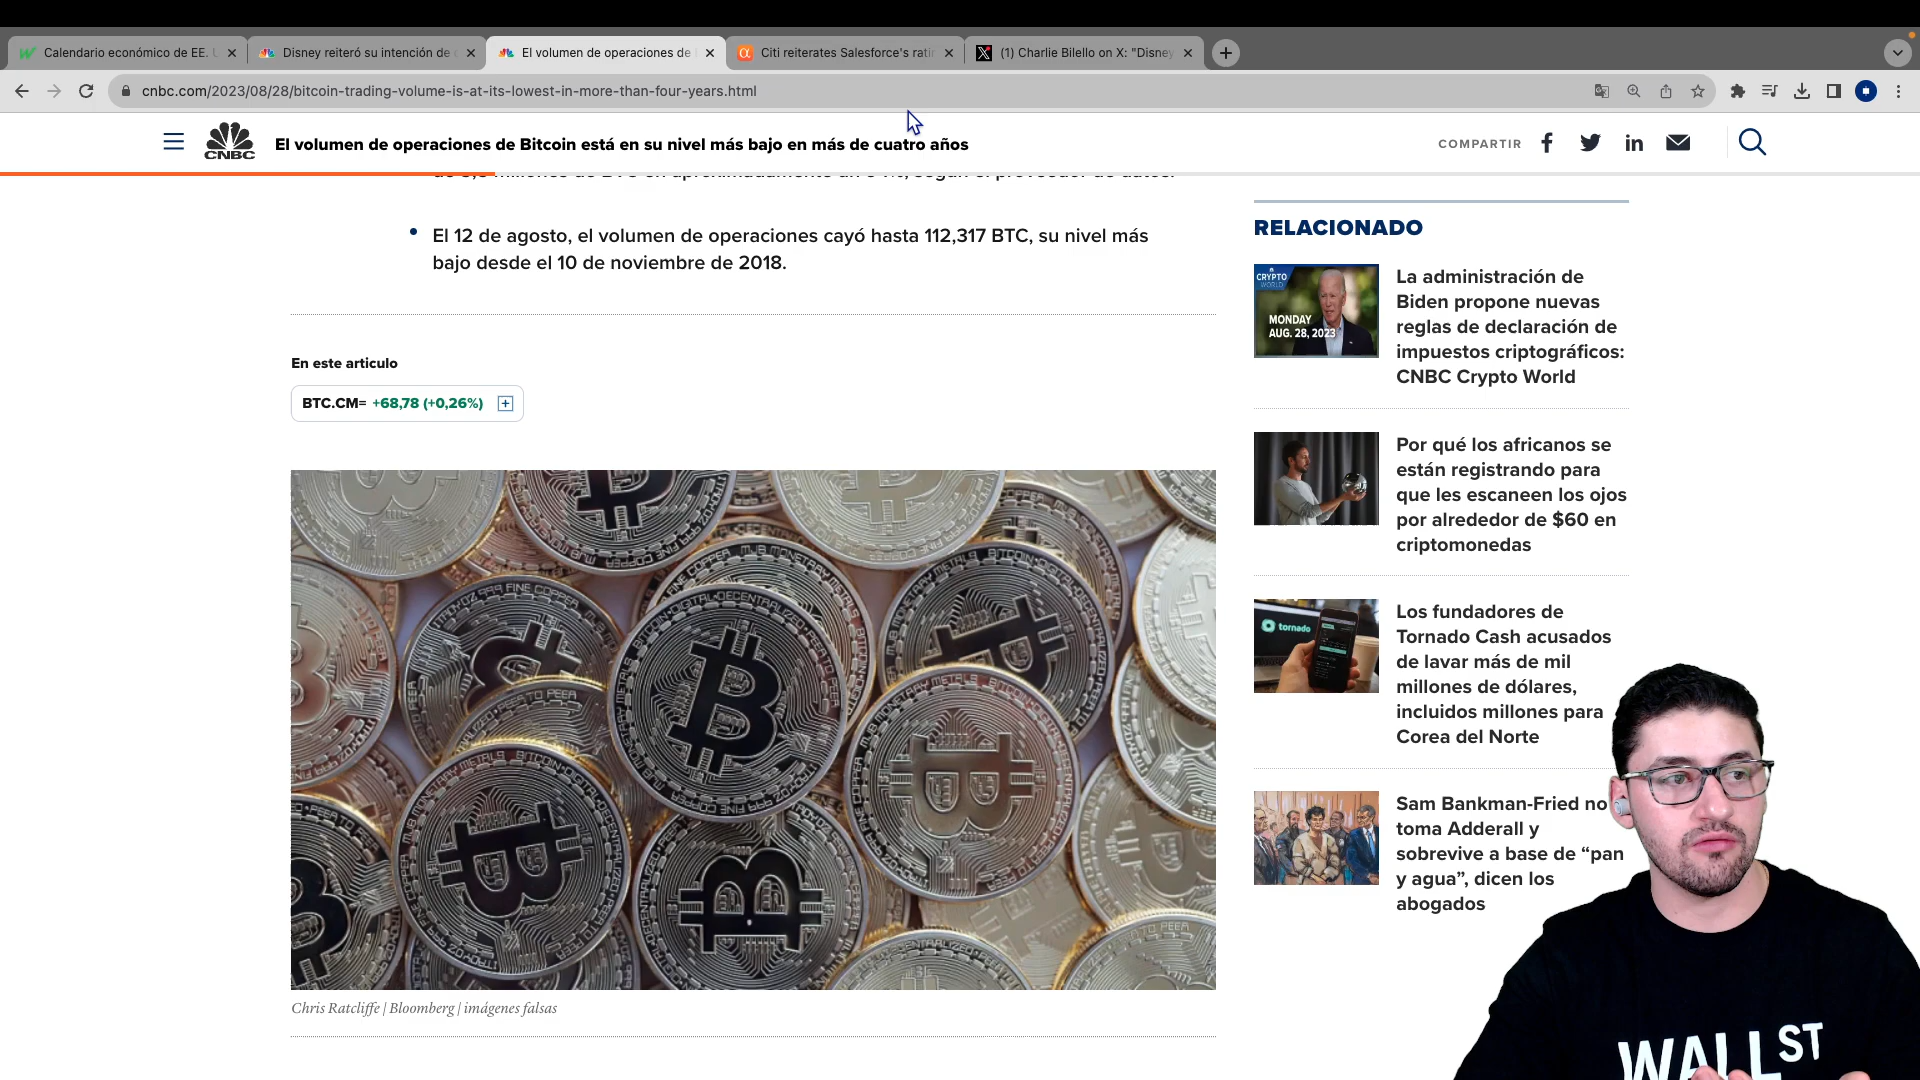 Calendario económico de EE. U
Disney reiteró su intención de
El volumen de operaciones de
Citi reiterates Salesforce's ratin
(1) Charlie Bilello on X: "Disney
cnbc.com/2023/08/28/bitcoin-trading-volume-is-at-its-lowest-in-more-than-four-years.html
CNBC
El volumen de operaciones de Bitcoin está en su nivel más bajo en más de cuatro años
COMPARTIR
El 12 de agosto, el volumen de operaciones cayó hasta 112,317 BTC, su nivel más
bajo desde el 10 de noviembre de 2018.
En este articulo
BTC.CM= +68,78 (+0,26%)
Chris Ratcliffe | Bloomberg | imágenes falsas
RELACIONADO
CRYPTO
WORLD
MONDAY
AUG. 28, 2023
La administración de
Biden propone nuevas
reglas de declaración de
impuestos criptográficos:
CNBC Crypto World
Por qué los africanos se
están registrando para
que les escaneen los ojos
por alrededor de $60 en
criptomonedas
tornado
Los fundadores de
Tornado Cash acusados
de lavar más de mil
millones de dólares,
incluidos millones para
Corea del Norte
Sam Bankman-Fried no
toma Adderall y
sobrevive a base de “pan
y agua”, dicen los
abogados
WALL ST